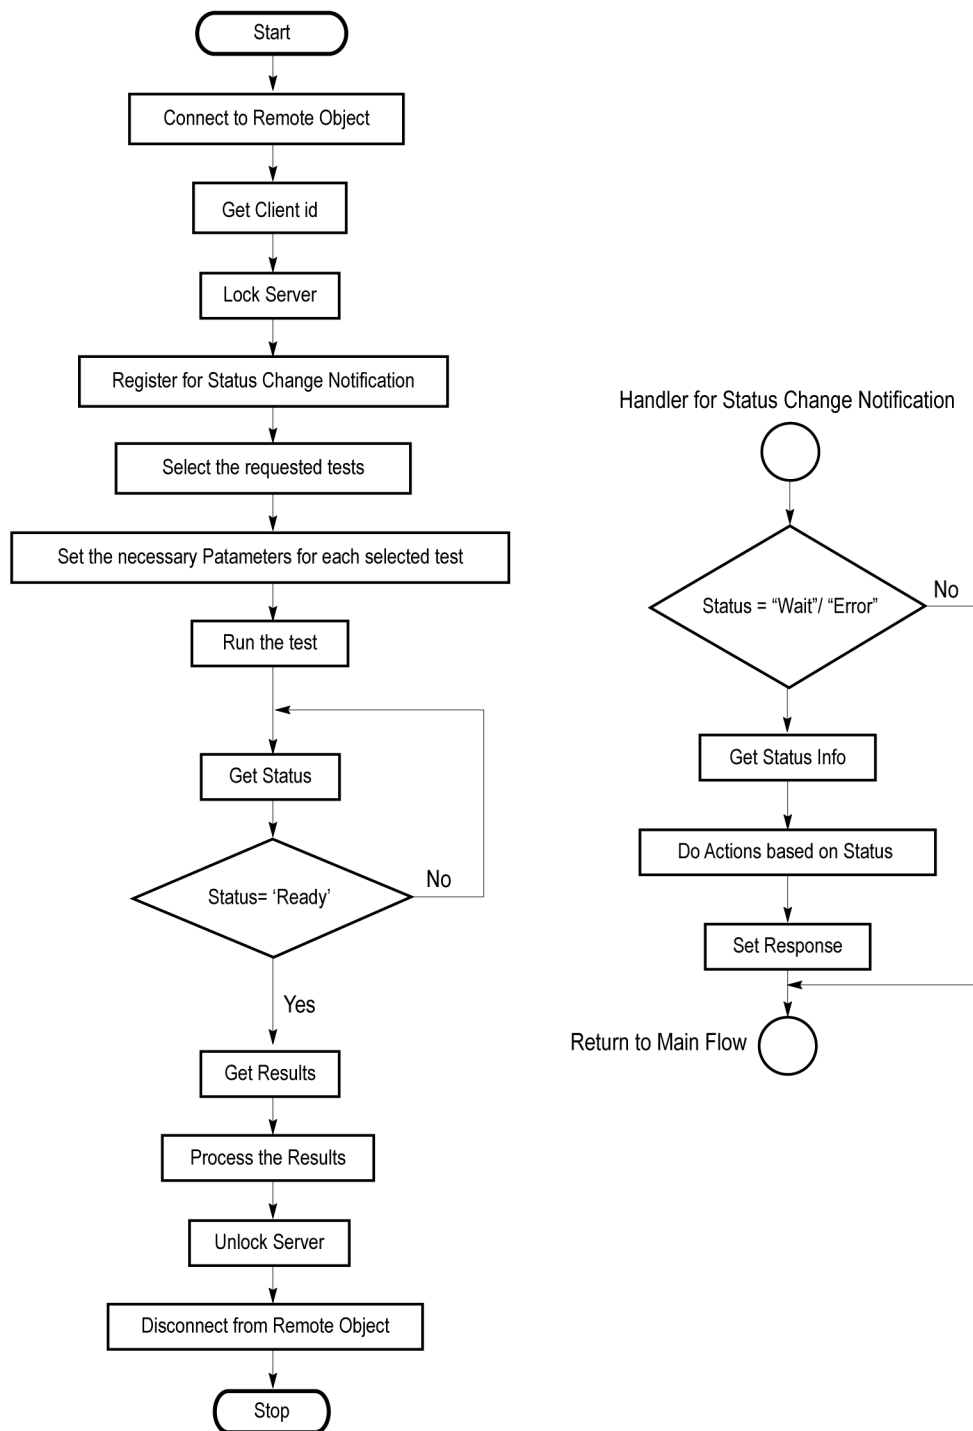 Start
Connect to Remote Object
Get Client id
Lock Server
Register for Status Change Notification
Select the requested tests
Set the necessary Patameters for each selected test
Run the test
Get Status
Status= ‘Ready’
No
Yes
Get Results
Process the Results
Unlock Server
Disconnect from Remote Object
Stop
Handler for Status Change Notification
Status = “Wait”/ “Error”
No
Get Status Info
Do Actions based on Status
Set Response
Return to Main Flow